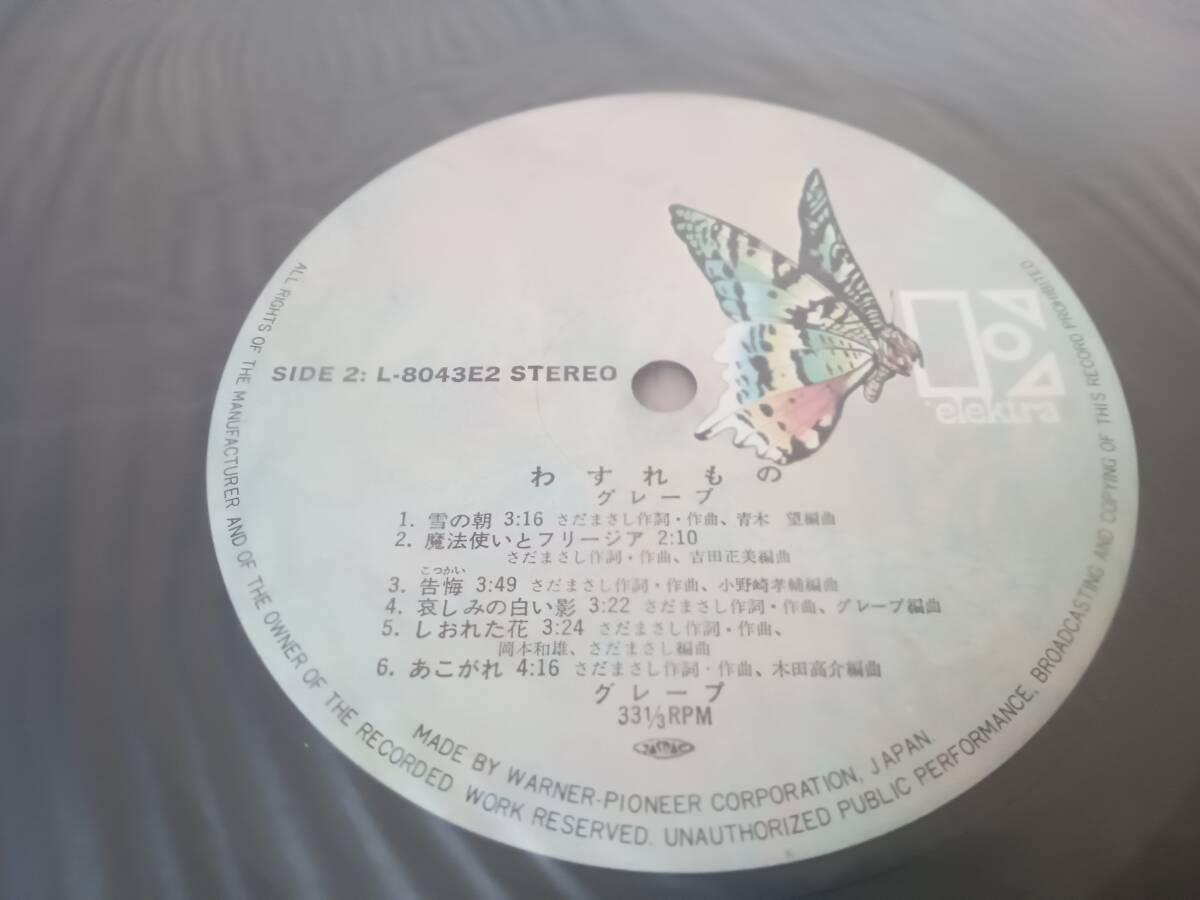 SIDE 2: L-8043E2 STEREO
elektra
わすれもの
グレープ
1. 雪の朝 3:16 さだまさし作詞・作曲、青木 望編曲
2. 魔法使いとフリージア 2:10
さだまさし作詞・作曲、吉田正美編曲
こっかい
3. 告悔 3:49 さだまさし作詞・作曲、小野崎孝輔編曲
4. 哀しみの白い影 3:22 さだまさし作詞・作曲、グレープ編曲
5. しおれた花 3:24 さだまさし作詞・作曲、
岡本和雄、さだまさし編曲
6. あこがれ 4:16 さだまさし作詞・作曲、木田高介編曲
グレープ
33⅓RPM
JASRAC
MADE BY WARNER-PIONEER CORPORATION, JAPAN.
ALL RIGHTS OF THE MANUFACTURER AND OF THE OWNER OF THE RECORDED WORK RESERVED. UNAUTHORIZED PUBLIC PERFORMANCE, BROADCASTING AND COPYING OF THIS RECORD PROHIBITED